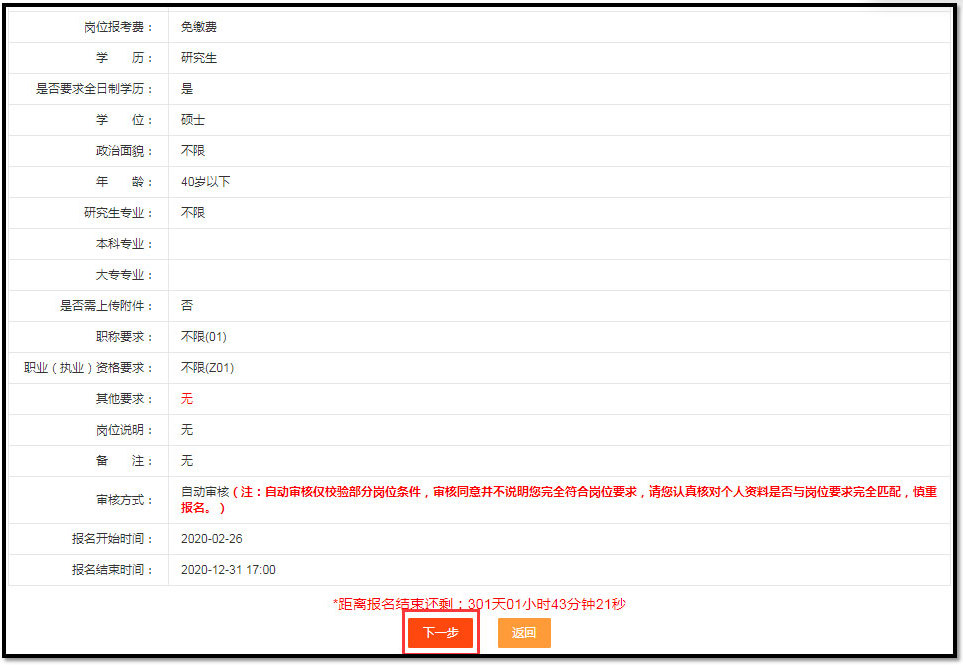 岗位报考费： 免缴费
学 历： 研究生
是否要求全日制学历： 是
学 位： 硕士
政治面貌： 不限
年 龄： 40岁以下
研究生专业： 不限
本科专业：
大专专业：
是否需上传附件： 否
职称要求： 不限(01)
职业（执业）资格要求： 不限(Z01)
其他要求： 无
岗位说明： 无
备 注： 无
审核方式： 自动审核（注：自动审核仅校验部分岗位条件，审核同意并不说明您完全符合岗位要求，请您认真核对个人资料是否与岗位要求完全匹配，慎重
报名。）
报名开始时间： 2020-02-26
报名结束时间： 2020-12-31 17:00
*距离报名结束还剩：301天01小时43分钟21秒
下一步 返回